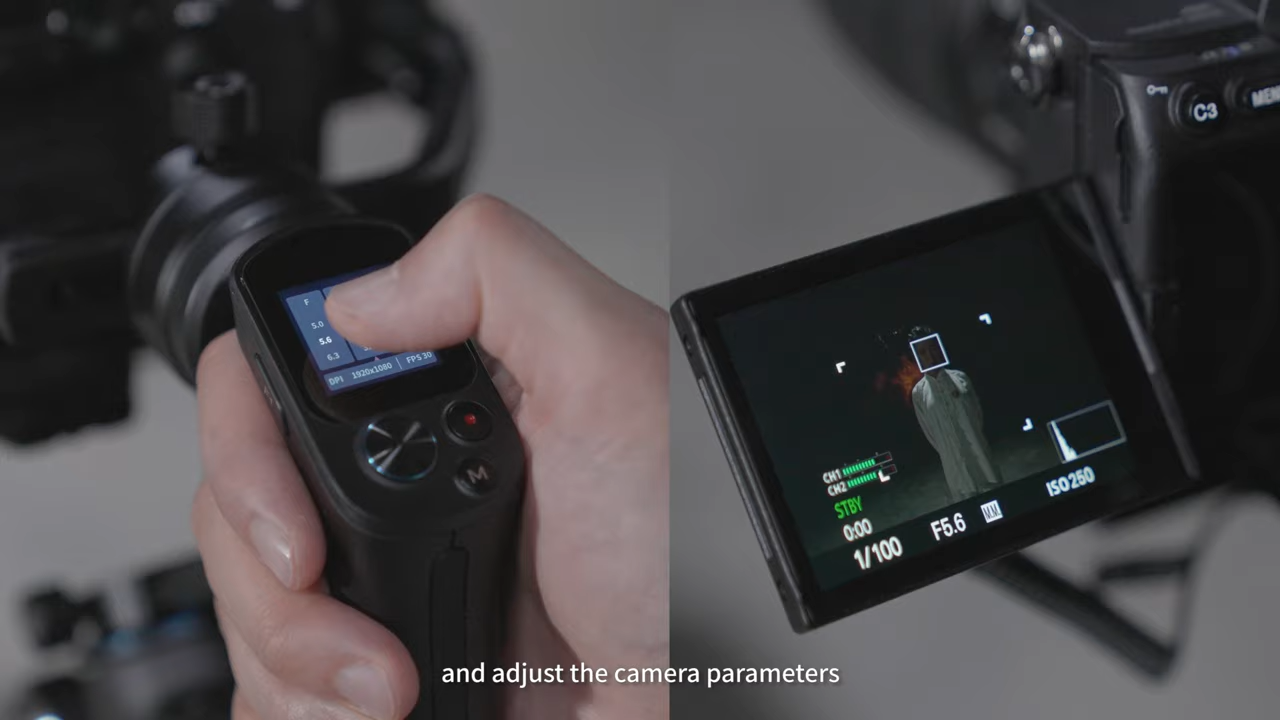 F
5.0
5.6
6.3
DPI 1920x1080 | FPS 30
M
C3
CH1
CH2
STBY
0:00
1/100 F5.6 ISO250
and adjust the camera parameters